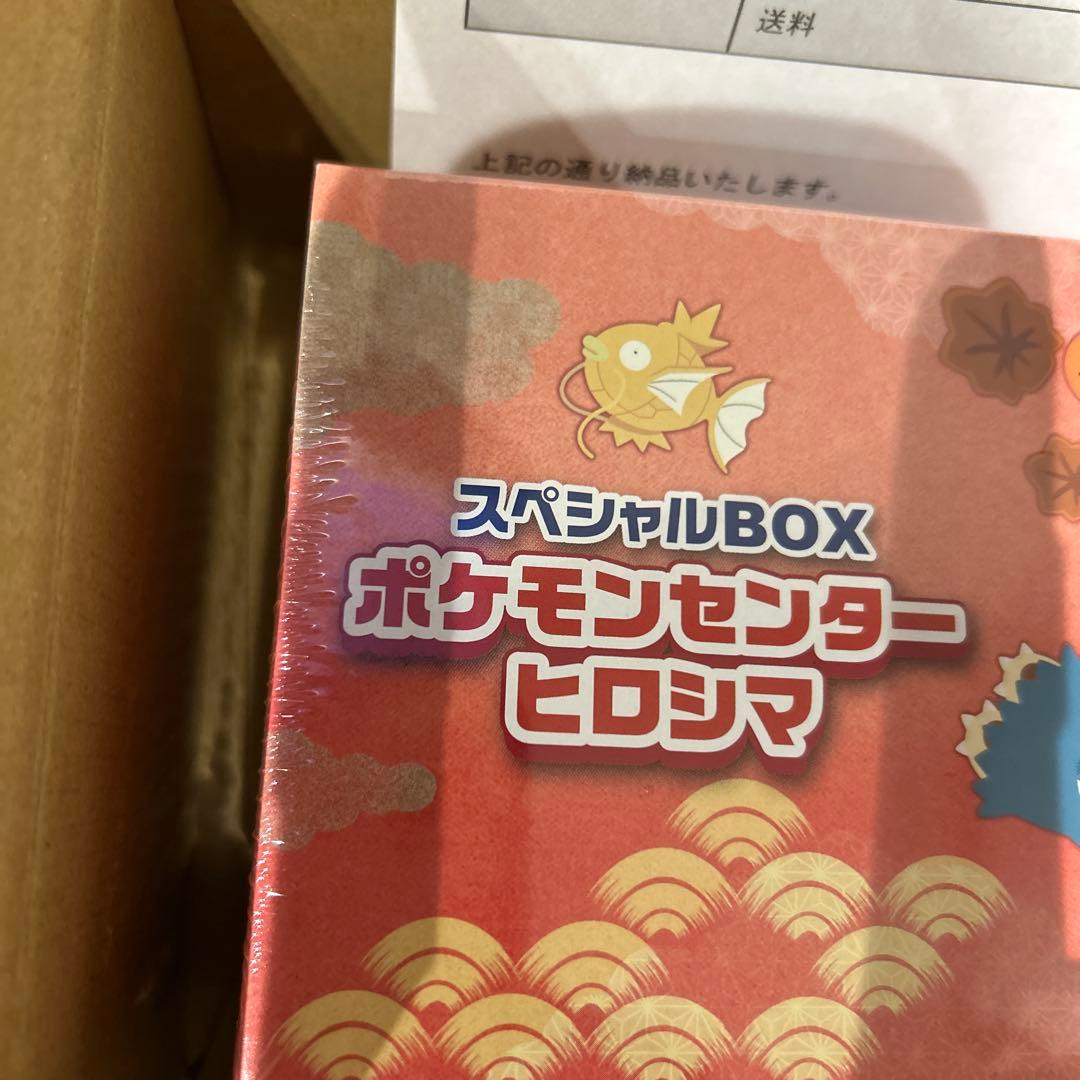 送料
上記の通り納品いたします。
スペシャルBOX
ポケモンセンター
ヒロシマ